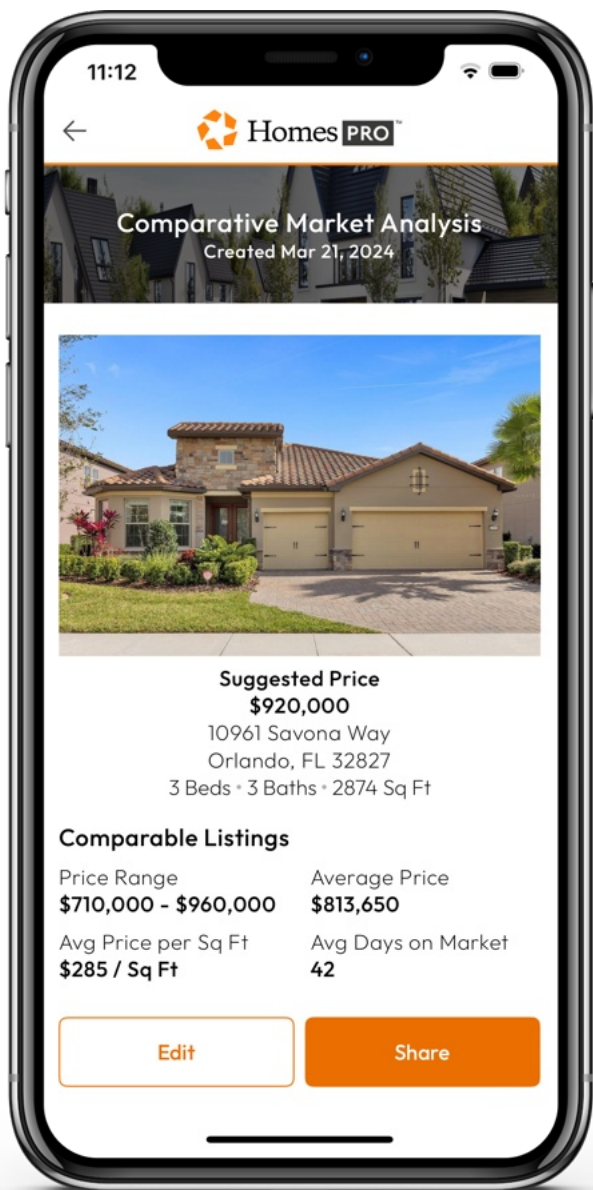 11:12
Homes PRO™
Comparative Market Analysis
Created Mar 21, 2024
Suggested Price
$920,000
10961 Savona Way
Orlando, FL 32827
3 Beds • 3 Baths • 2874 Sq Ft
Comparable Listings
Price Range Average Price
$710,000 - $960,000 $813,650
Avg Price per Sq Ft Avg Days on Market
$285 / Sq Ft 42
Edit Share